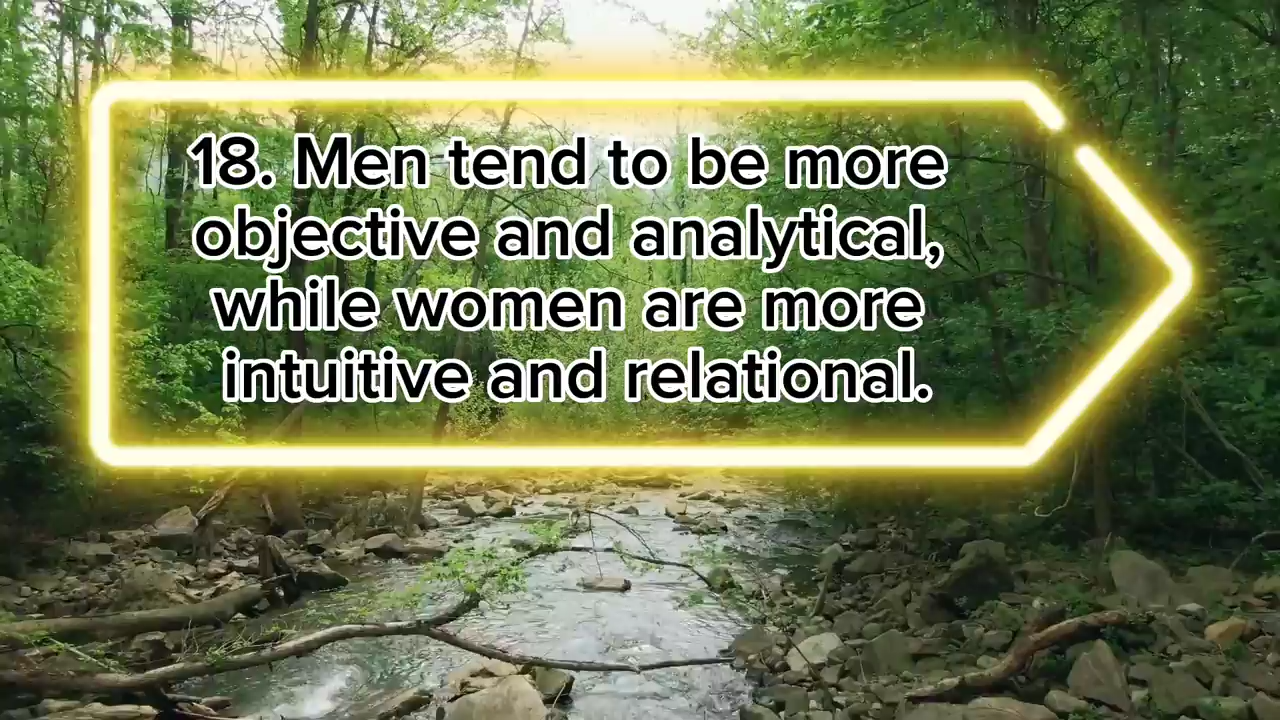 18. Men tend to be more
objective and analytical,
while women are more
intuitive and relational.